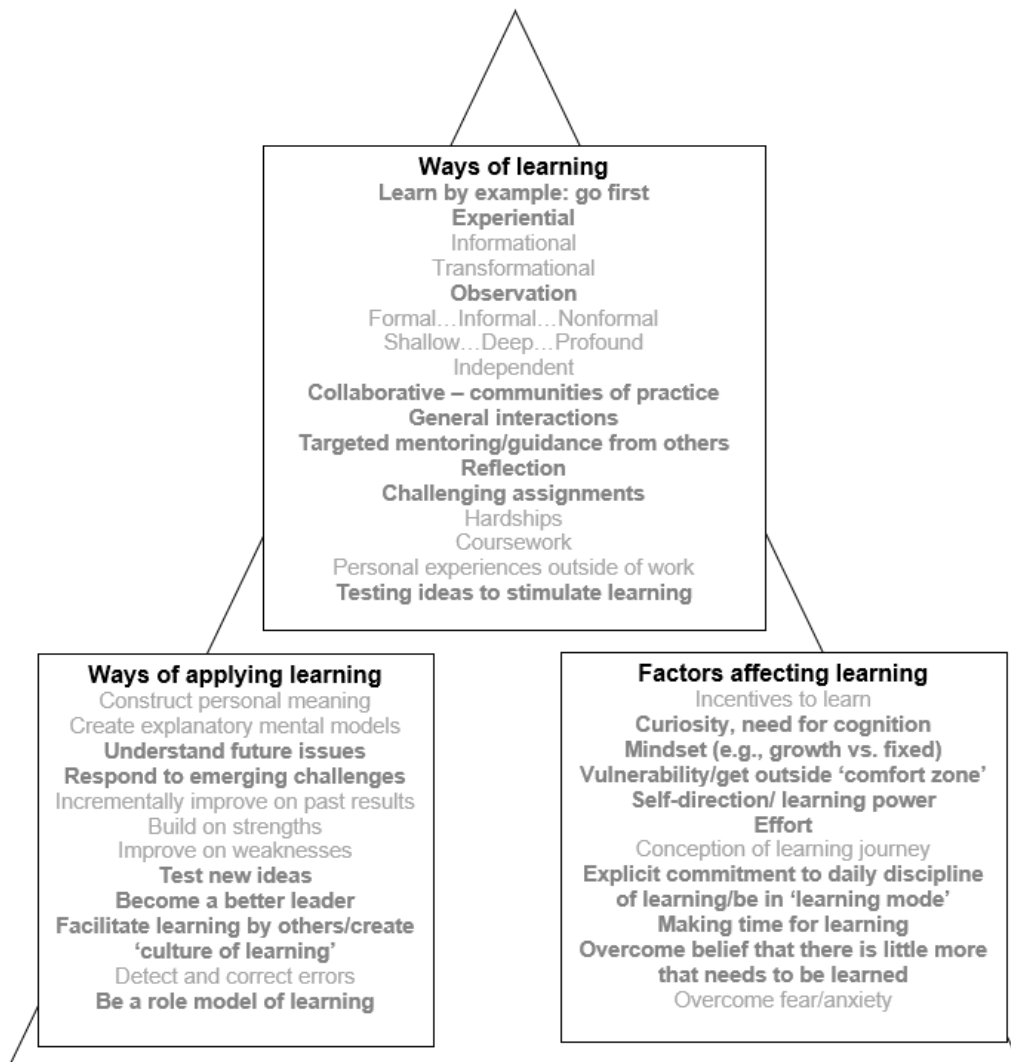 Ways of learning
Learn by example: go first
Experiential
Informational
Transformational
Observation
Formal…Informal…Nonformal
Shallow…Deep…Profound
Independent
Collaborative – communities of practice
General interactions
Targeted mentoring/guidance from others
Reflection
Challenging assignments
Hardships
Coursework
Personal experiences outside of work
Testing ideas to stimulate learning
Ways of applying learning
Construct personal meaning
Create explanatory mental models
Understand future issues
Respond to emerging challenges
Incrementally improve on past results
Build on strengths
Improve on weaknesses
Test new ideas
Become a better leader
Facilitate learning by others/create
‘culture of learning’
Detect and correct errors
Be a role model of learning
Factors affecting learning
Incentives to learn
Curiosity, need for cognition
Mindset (e.g., growth vs. fixed)
Vulnerability/get outside ‘comfort zone’
Self-direction/ learning power
Effort
Conception of learning journey
Explicit commitment to daily discipline
of learning/be in ‘learning mode’
Making time for learning
Overcome belief that there is little more
that needs to be learned
Overcome fear/anxiety